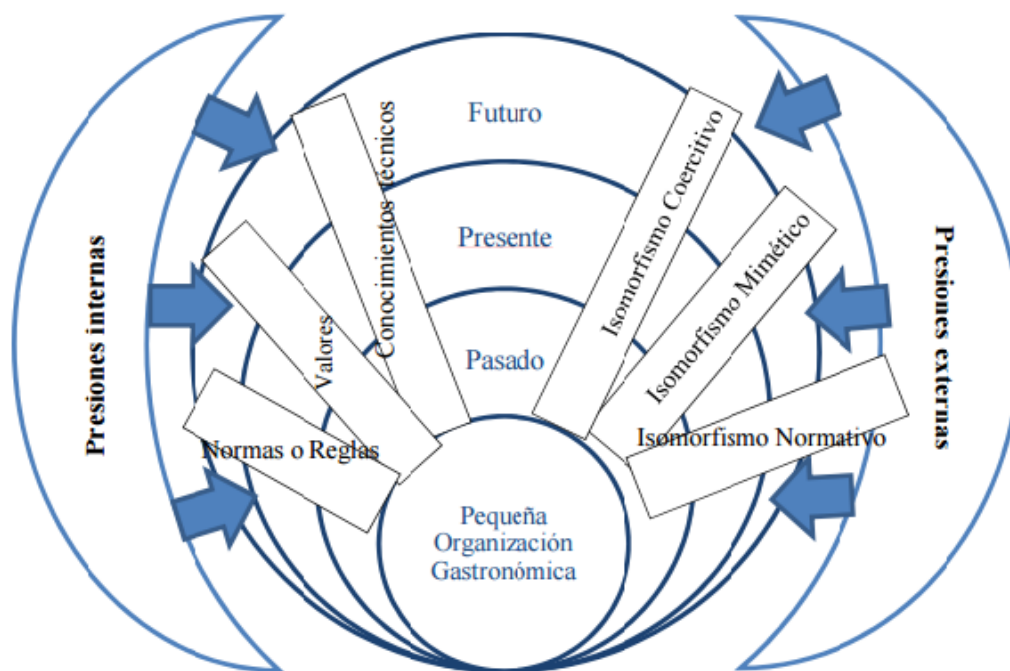 Futuro
Presente
Pasado
Pequeña
Organización
Gastronómica
Presiones internas
Conocimientos técnicos
Valores
Normas o Reglas
Isomorfismo Coercitivo
Isomorfismo Mimético
Isomorfismo Normativo
Presiones externas